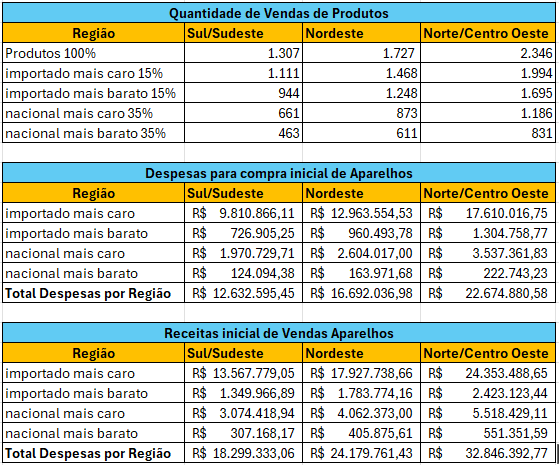 Quantidade de Vendas de Produtos
Região Sul/Sudeste Nordeste Norte/Centro Oeste
Produtos 100% 1.307 1.727 2.346
importado mais caro 15% 1.111 1.468 1.994
importado mais barato 15% 944 1.248 1.695
nacional mais caro 35% 661 873 1.186
nacional mais barato 35% 463 611 831
Despesas para compra inicial de Aparelhos
Região Sul/Sudeste Nordeste Norte/Centro Oeste
importado mais caro R$ 9.810.866,11 R$ 12.963.554,53 R$ 17.610.016,75
importado mais barato R$ 726.905,25 R$ 960.493,78 R$ 1.304.758,77
nacional mais caro R$ 1.970.729,71 R$ 2.604.017,00 R$ 3.537.361,83
nacional mais barato R$ 124.094,38 R$ 163.971,68 R$ 222.743,23
Total Despesas por Região R$ 12.632.595,45 R$ 16.692.036,98 R$ 22.674.880,58
Receitas inicial de Vendas Aparelhos
Região Sul/Sudeste Nordeste Norte/Centro Oeste
importado mais caro R$ 13.567.779,05 R$ 17.927.738,66 R$ 24.353.488,65
importado mais barato R$ 1.349.966,89 R$ 1.783.774,16 R$ 2.423.123,44
nacional mais caro R$ 3.074.418,94 R$ 4.062.373,00 R$ 5.518.429,11
nacional mais barato R$ 307.168,17 R$ 405.875,61 R$ 551.351,59
Total Despesas por Região R$ 18.299.333,06 R$ 24.179.761,43 R$ 32.846.392,77